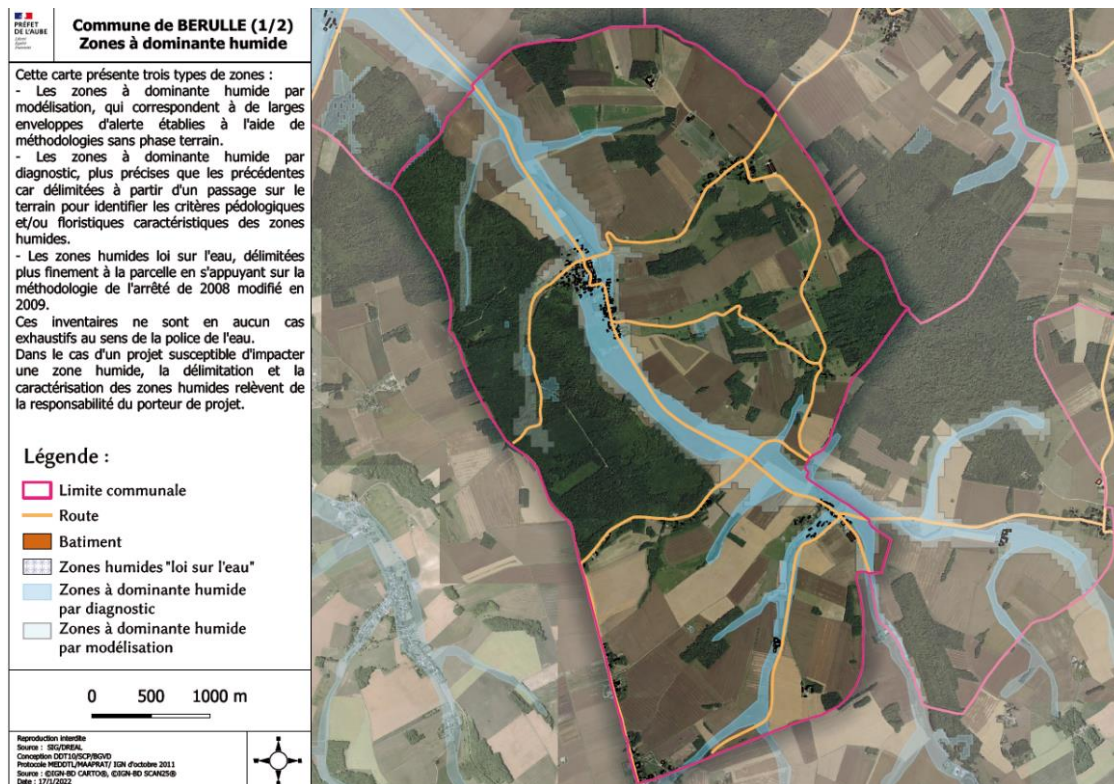 PRÉFET
DE L'AUBE
Liberté
Égalité
Fraternité
Commune de BERULLE (1/2)
Zones à dominante humide
Cette carte présente trois types de zones :
- Les zones à dominante humide par
modélisation, qui correspondent à de larges
enveloppes d'alerte établies à l'aide de
méthodologies sans phase terrain.
- Les zones à dominante humide par
diagnostic, plus précises que les précédentes
car délimitées à partir d'un passage sur le
terrain pour identifier les critères pédologiques
et/ou floristiques caractéristiques des zones
humides.
- Les zones humides loi sur l'eau, délimitées
plus finement à la parcelle en s'appuyant sur la
méthodologie de l'arrêté de 2008 modifié en
2009.
Ces inventaires ne sont en aucun cas
exhaustifs au sens de la police de l'eau.
Dans le cas d'un projet susceptible d'impacter
une zone humide, la délimitation et la
caractérisation des zones humides relèvent de
la responsabilité du porteur de projet.
Légende :
Limite communale
Route
Batiment
Zones humides "loi sur l'eau"
Zones à dominante humide
par diagnostic
Zones à dominante humide
par modélisation
0 500 1000 m
Reproduction interdite
Source : SIG/DREAL
Conception DDT10/SCP/BGVD
Protocole MEDDTL/MAAPRAT/ IGN d'octobre 2011
Source : ©IGN-BD CARTO®, ©IGN-BD SCAN25®
Date : 17/1/2022